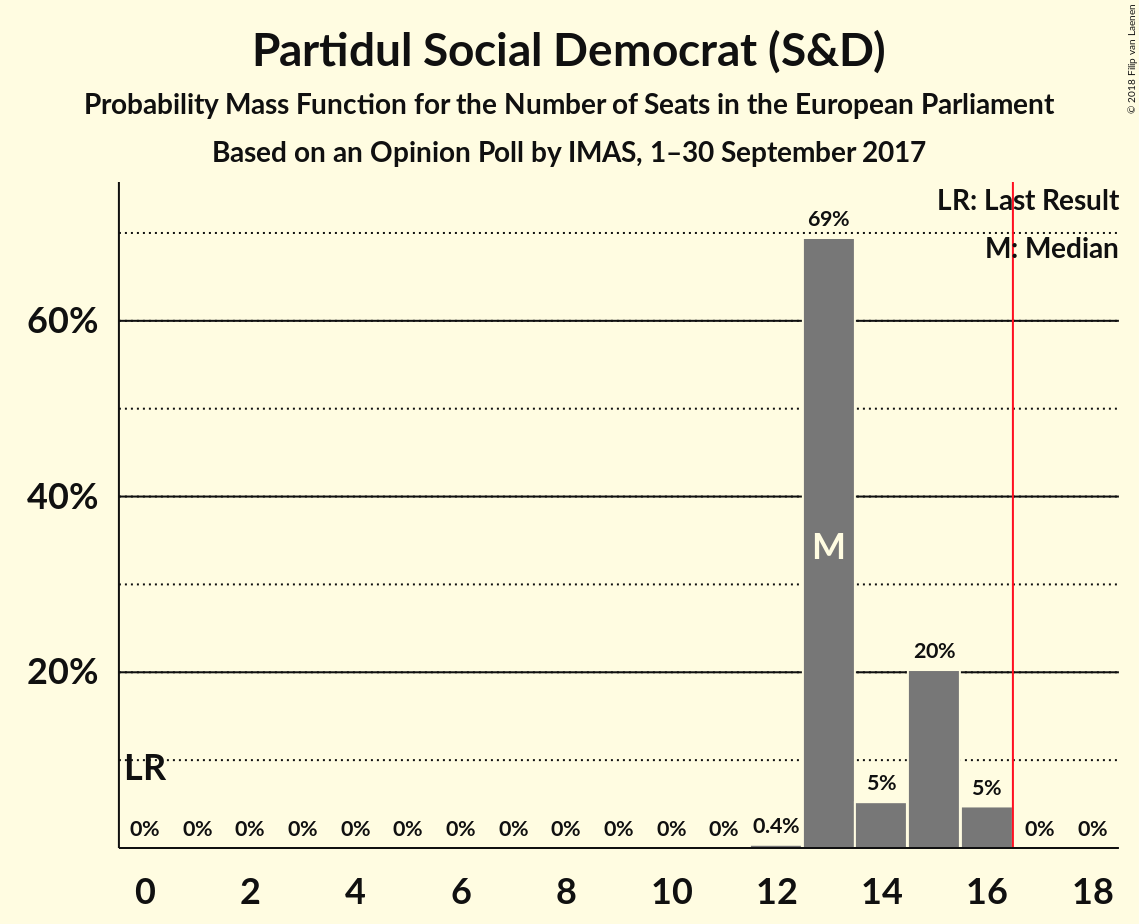 Partidul Social Democrat (S&D)
Probability Mass Function for the Number of Seats in the European Parliament
Based on an Opinion Poll by IMAS, 1–30 September 2017
© 2018 Filip van Laenen
LR: Last Result
M: Median
69%
60%
M
40%
20%
20%
LR
5%
5%
0% 0% 0% 0% 0% 0% 0% 0% 0% 0% 0% 0% 0.4% 0% 0%
0 2 4 6 8 10 12 14 16 18